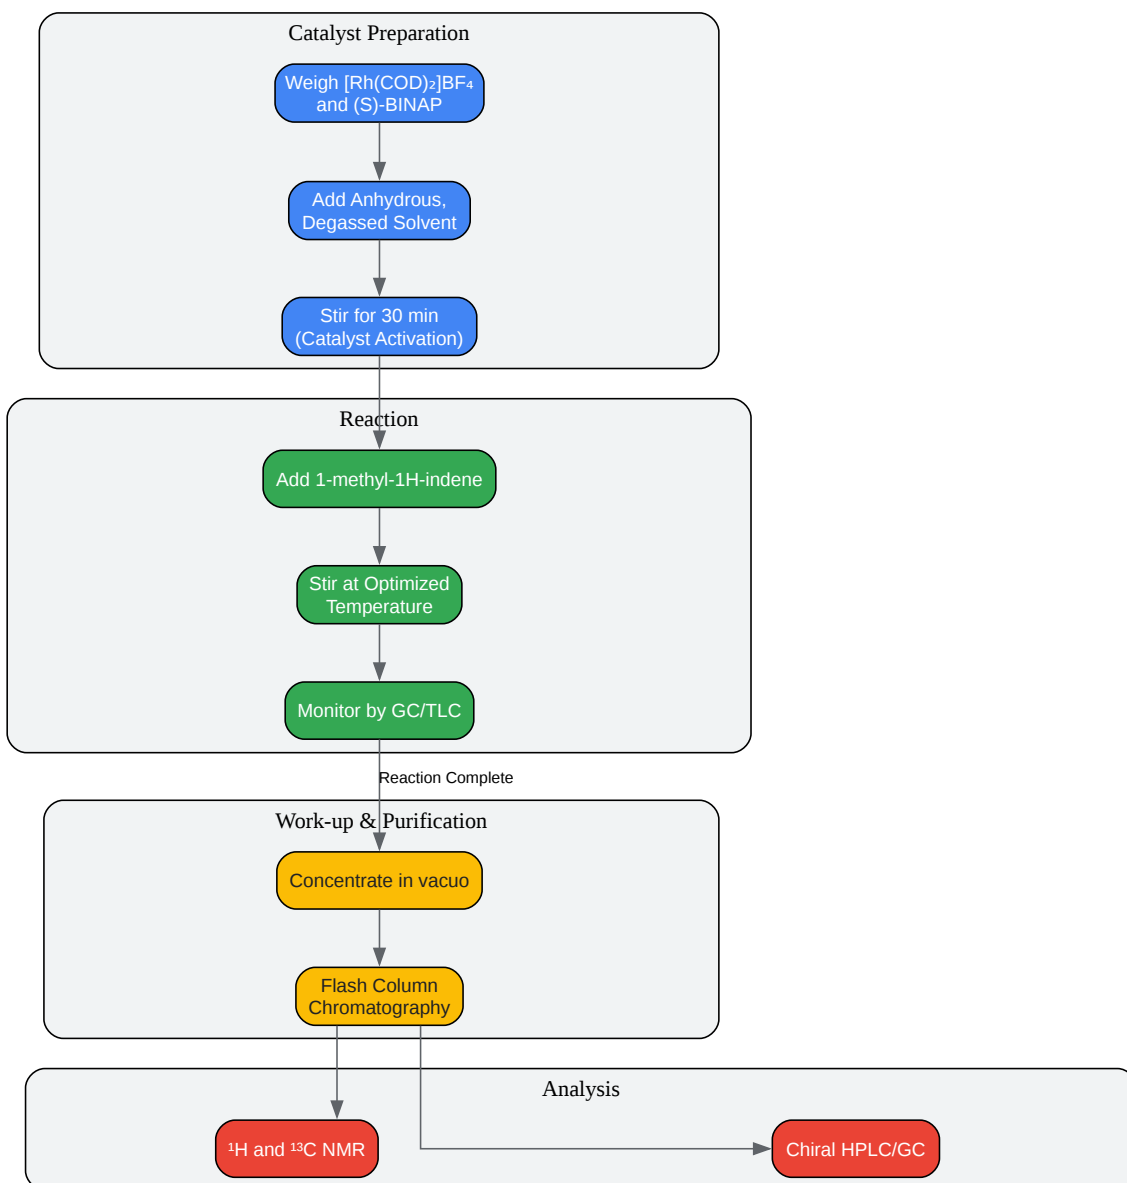 Catalyst Preparation
Weigh [Rh(COD)₂]BF₄
and (S)-BINAP
Add Anhydrous,
Degassed Solvent
Stir for 30 min
(Catalyst Activation)
Reaction
Add 1-methyl-1H-indene
Stir at Optimized
Temperature
Monitor by GC/TLC
Reaction Complete
Work-up & Purification
Concentrate in vacuo
Flash Column
Chromatography
Analysis
¹H and ¹³C NMR
Chiral HPLC/GC